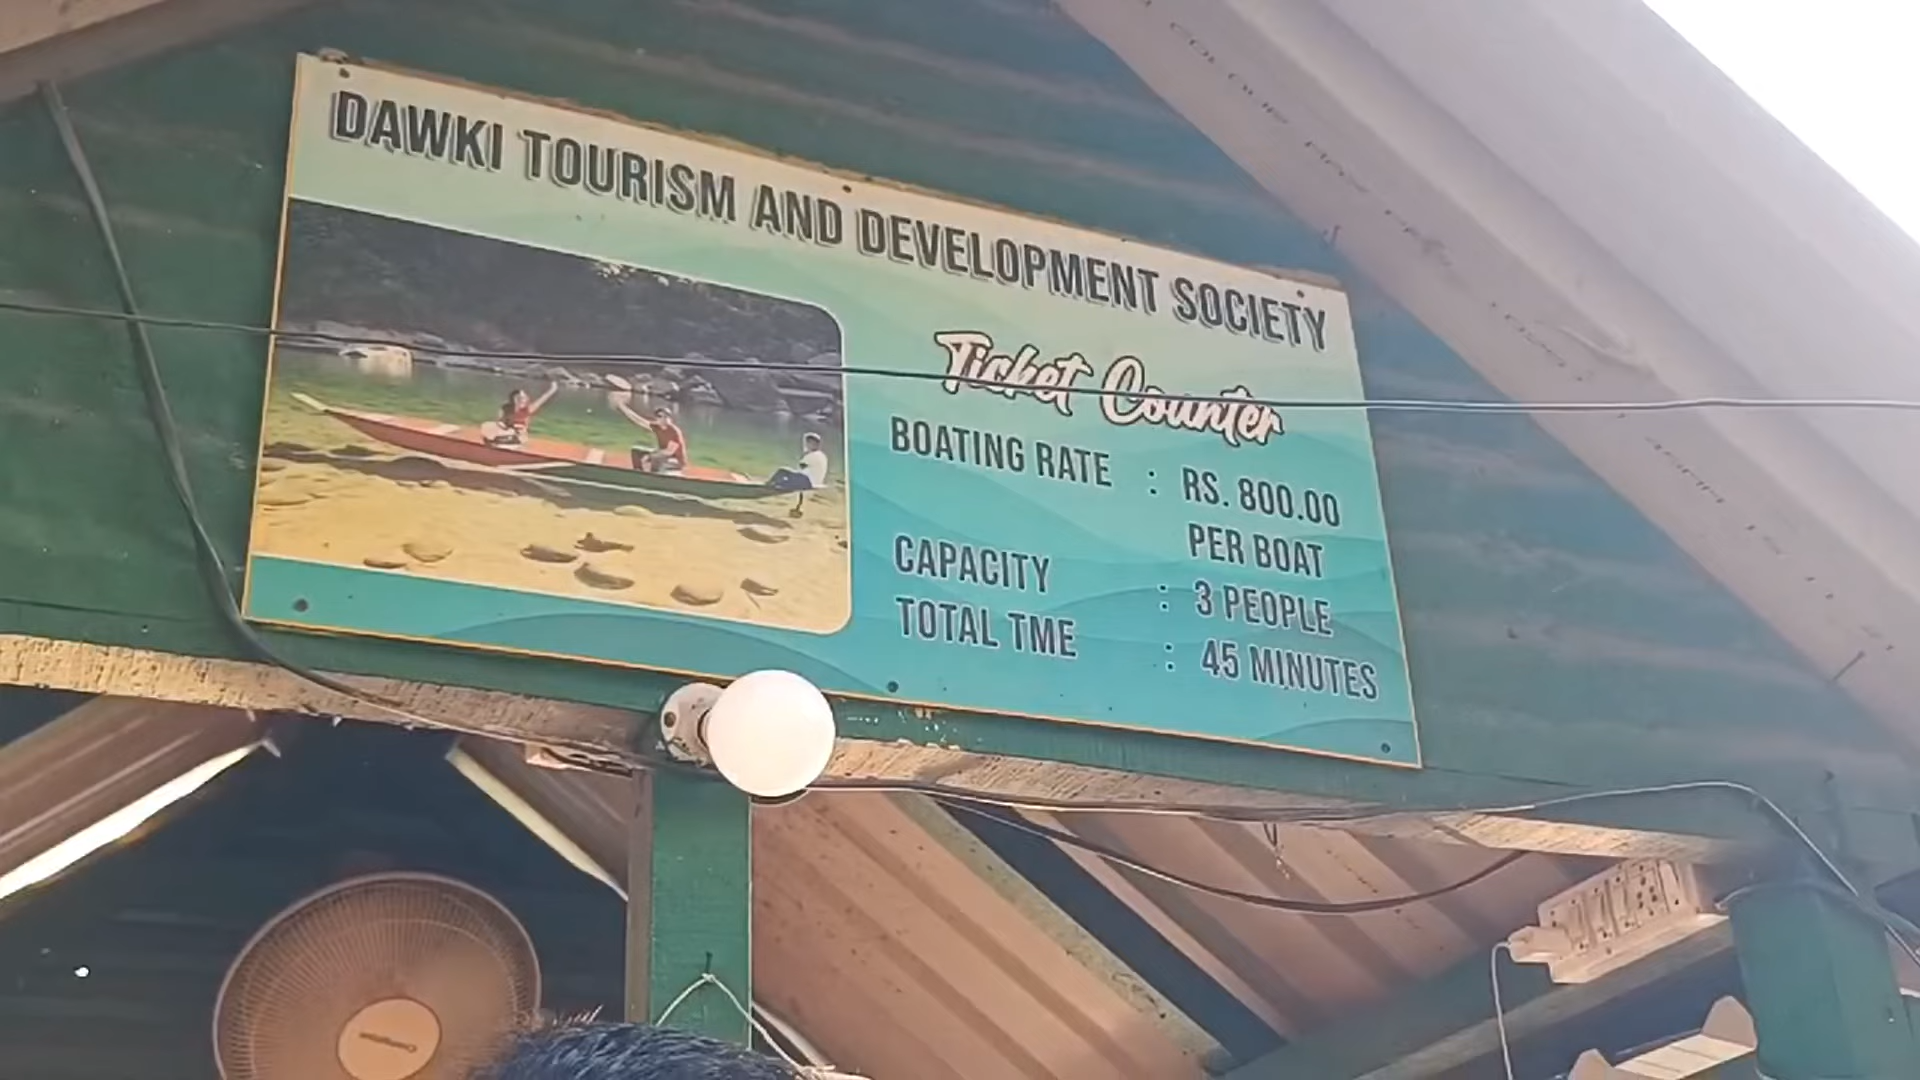 DAWKI TOURISM AND DEVELOPMENT SOCIETY
Ticket Counter
BOATING RATE : RS. 800.00
PER BOAT
CAPACITY : 3 PEOPLE
TOTAL TME : 45 MINUTES